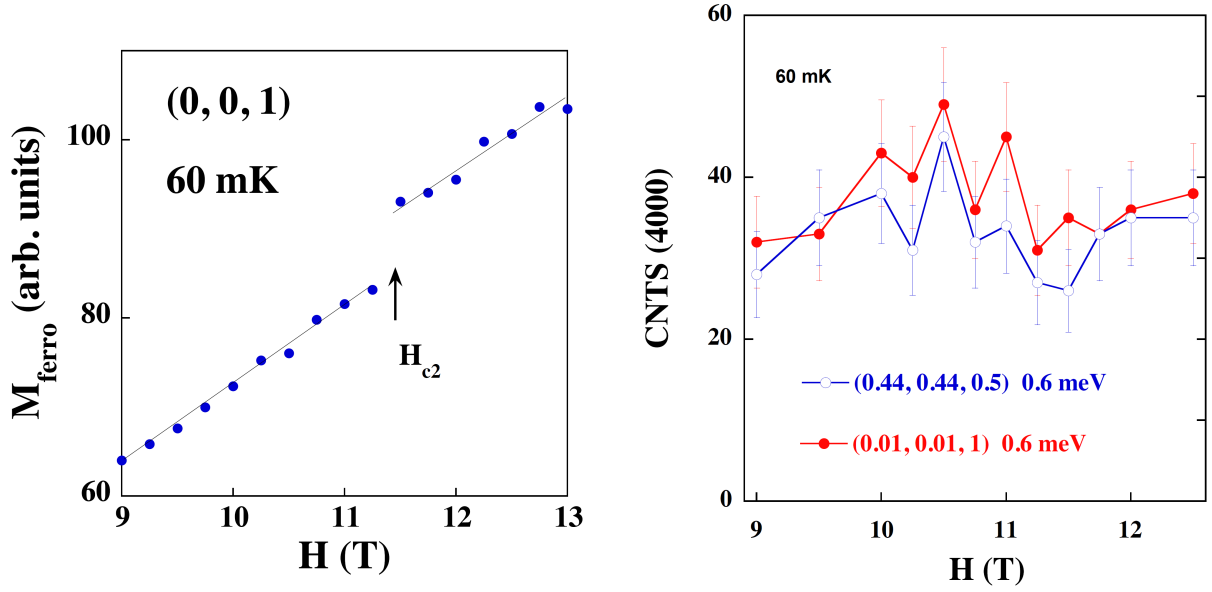 (0, 0, 1)
60 mK
H_c2
M_ferro (arb. units)
100
80
60
9 10 11 12 13
H (T)
60 mK
(0.44, 0.44, 0.5) 0.6 meV
(0.01, 0.01, 1) 0.6 meV
CNTS (4000)
60
40
20
0
9 10 11 12
H (T)